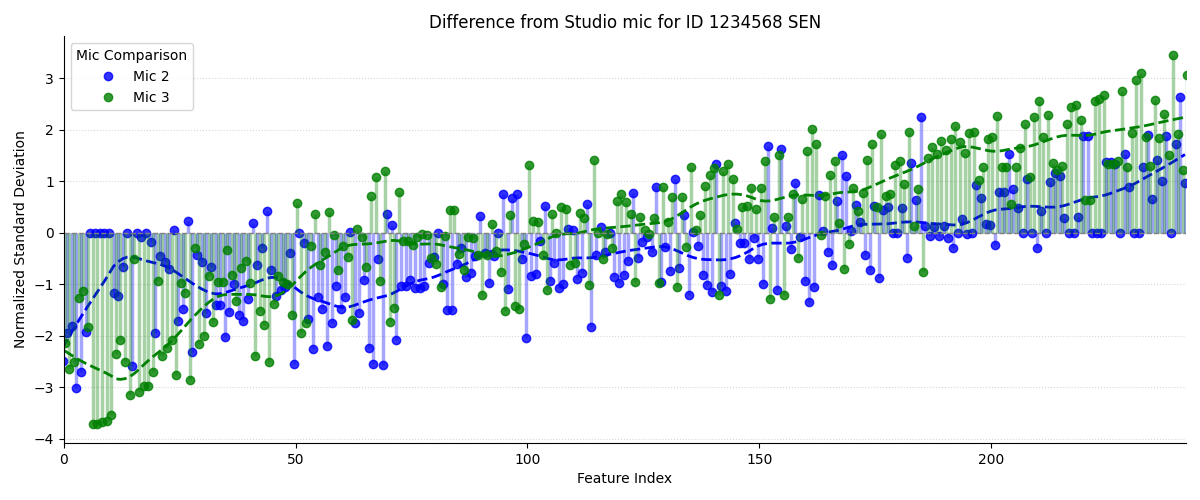 Difference from Studio mic for ID 1234568 SEN
Normalized Standard Deviation
Mic Comparison
Mic 2
Mic 3
3
2
1
0
−1
−2
−3
−4
0 50 100 150 200
Feature Index